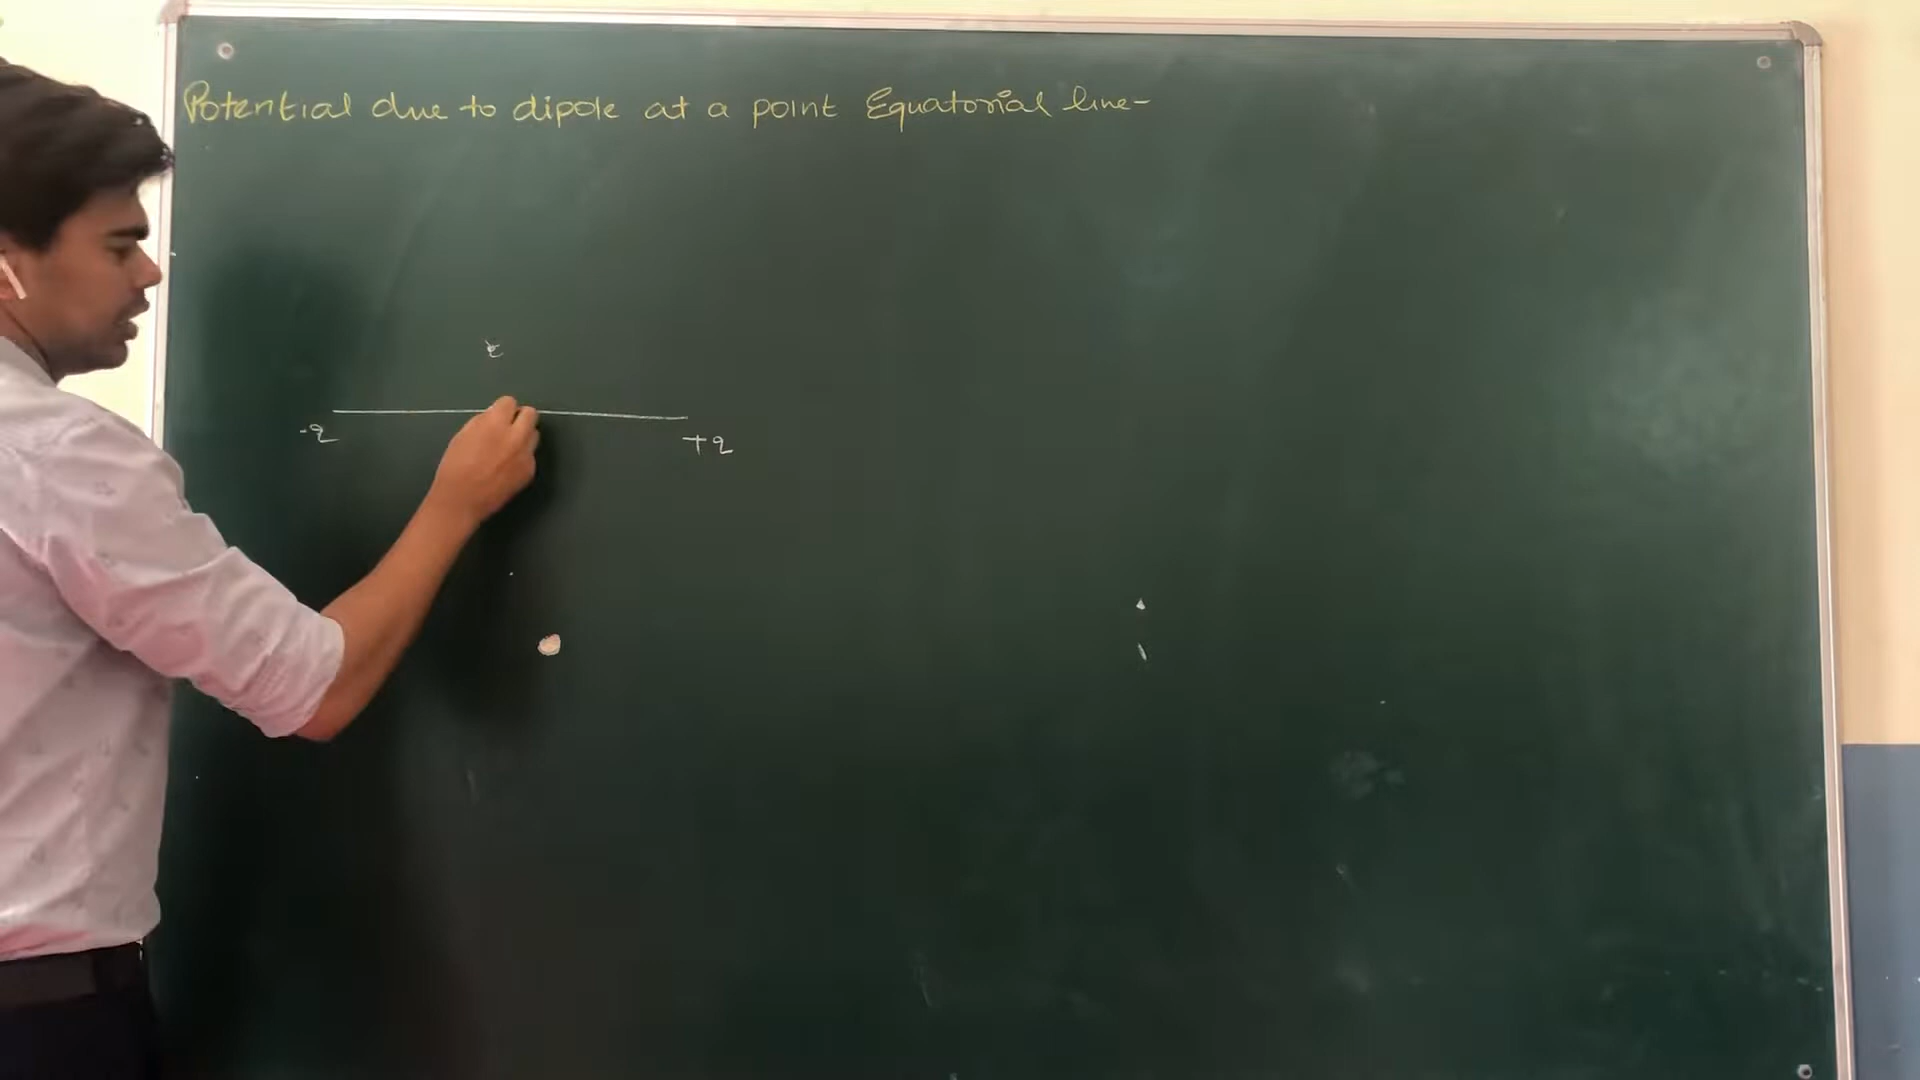 Potential due to dipole at a point Equatorial line-
-q
+q